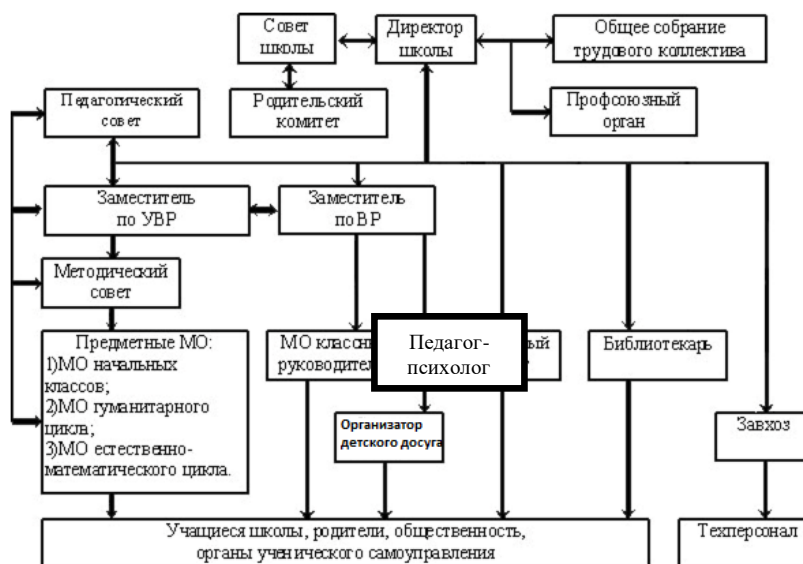 Совет
школы
Директор
школы
Общее собрание
трудового коллектива
Педагогический
совет
Родительский
комитет
Профсоюзный
орган
Заместитель
по УВР
Заместитель
по ВР
Методический
совет
Предметные МО:
1)МО начальных
классов;
2)МО гуманитарного
цикла;
3)МО естественно-
математического цикла.
МО
Педагог-
психолог
Библиотекарь
Организатор
детского досуга
Завхоз
Учащиеся школы, родители, общественность,
органы ученического самоуправления
Техперсонал